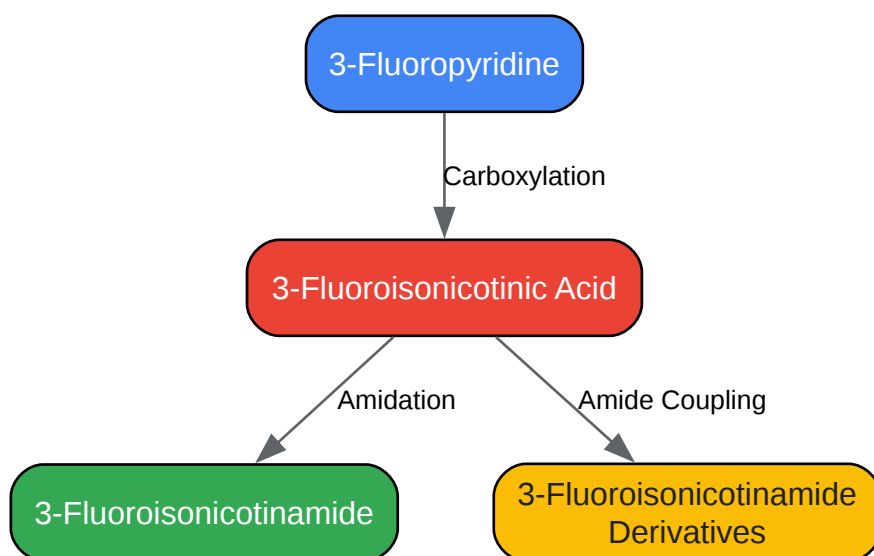 3-Fluoropyridine
Carboxylation
3-Fluoroisonicotinic Acid
Amidation
Amide Coupling
3-Fluoroisonicotinamide
3-Fluoroisonicotinamide
Derivatives